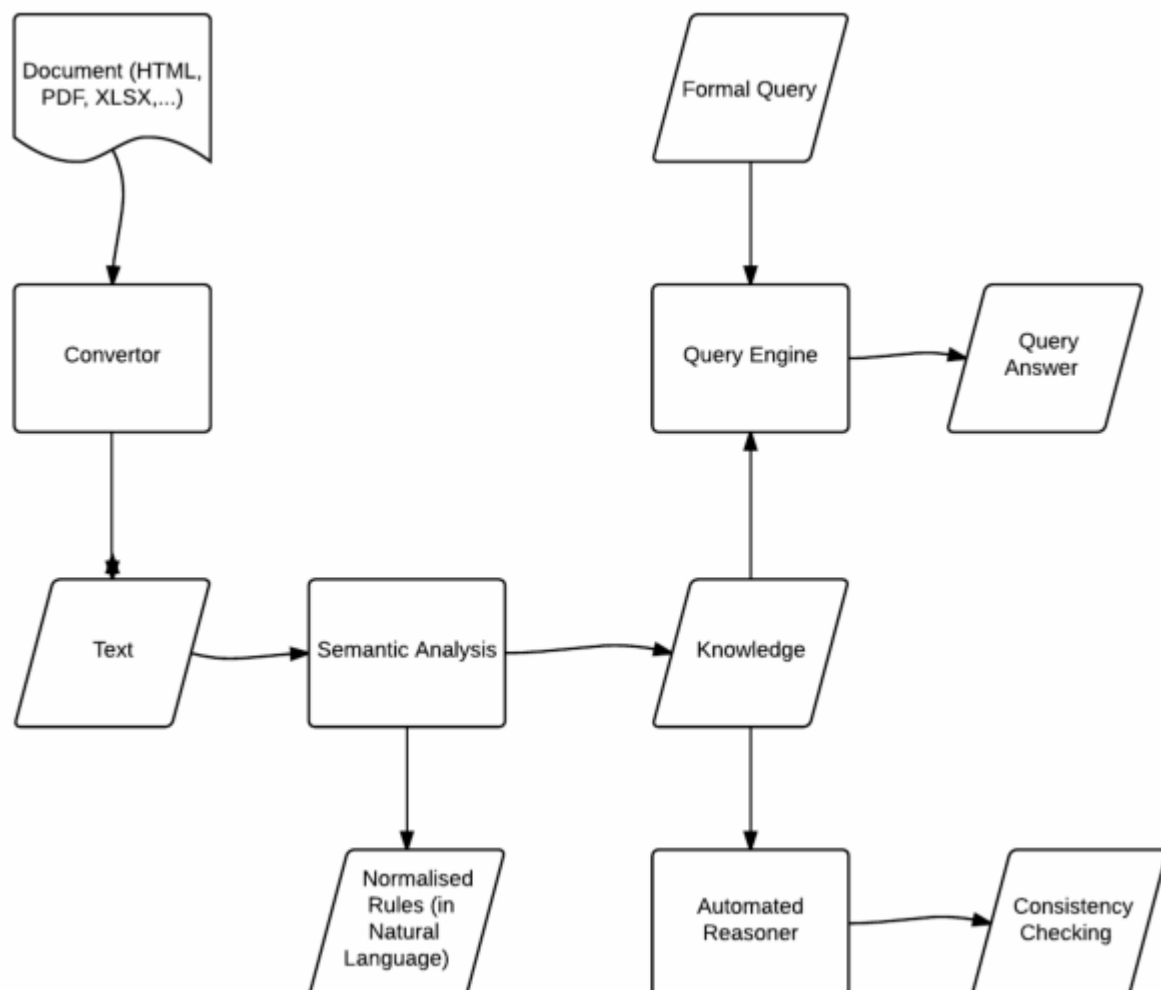 Document (HTML,
PDF, XLSX,...)
Formal Query
Convertor
Query Engine
Query
Answer
Text
Semantic Analysis
Knowledge
Normalised
Rules (in
Natural
Language)
Automated
Reasoner
Consistency
Checking